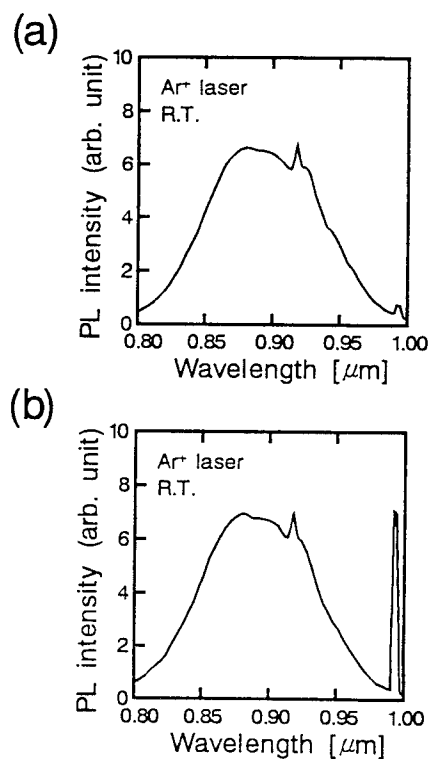 (a)
PL intensity (arb. unit)
10
8
6
4
2
0
Ar⁺ laser
R.T.
0.80 0.85 0.90 0.95 1.00
Wavelength [μm]
(b)
PL intensity (arb. unit)
10
8
6
4
2
0
Ar⁺ laser
R.T.
0.80 0.85 0.90 0.95 1.00
Wavelength [μm]